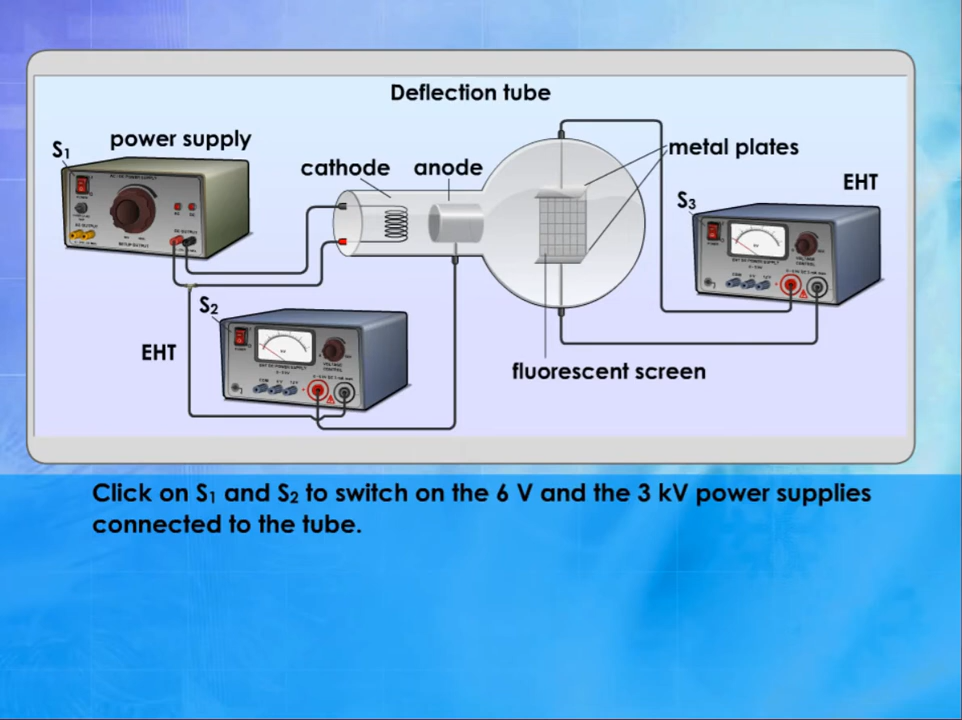 Deflection tube
S₁
power supply
cathode
anode
metal plates
EHT
S₃
S₂
EHT
fluorescent screen
Click on S₁ and S₂ to switch on the 6 V and the 3 kV power supplies
connected to the tube.